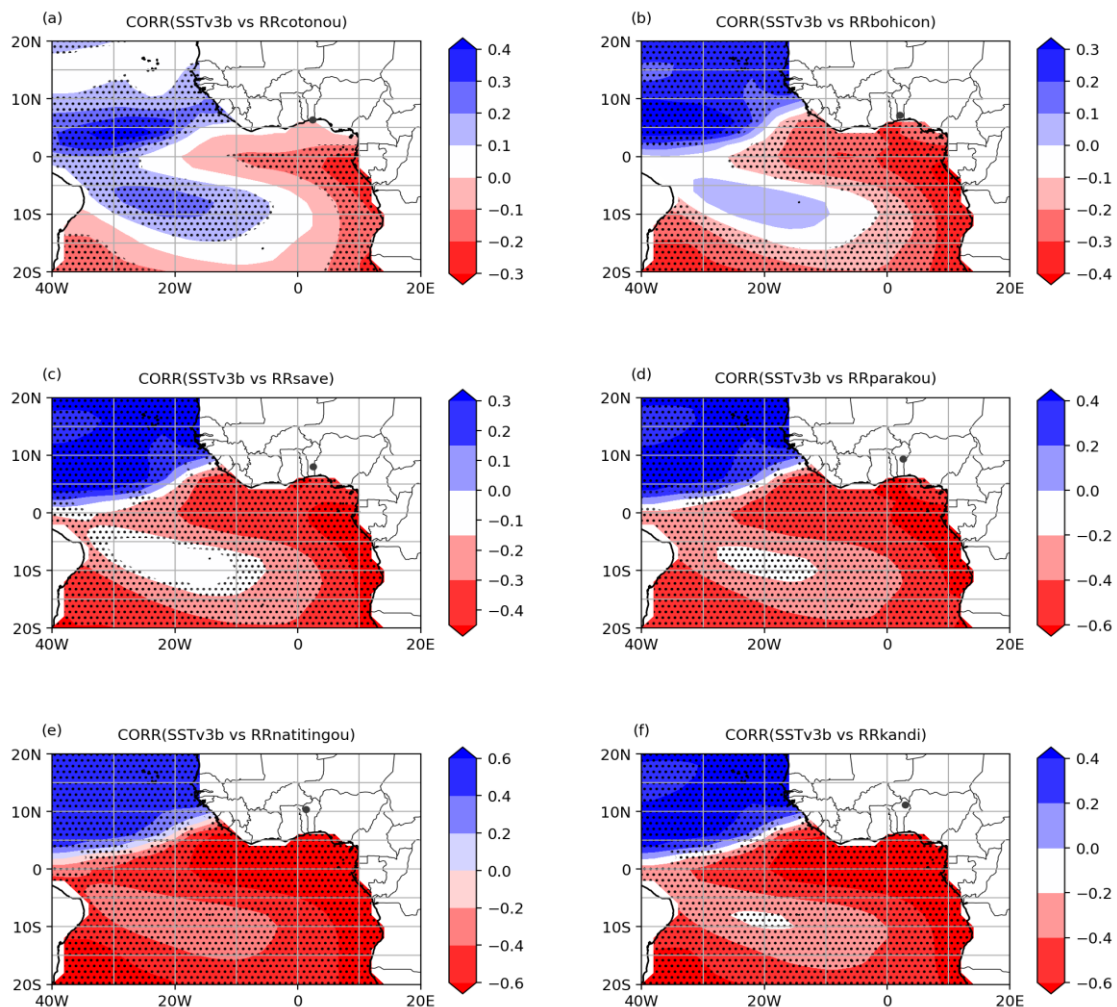 (a) CORR(SSTv3b vs RRcotonou)
20N
10N
0
10S
20S
40W 20W 0 20E
0.4
0.3
0.2
0.1
0.0
−0.1
−0.2
−0.3
(b) CORR(SSTv3b vs RRbohicon)
20N
10N
0
10S
20S
40W 20W 0 20E
0.3
0.2
0.1
0.0
−0.1
−0.2
−0.3
−0.4
(c) CORR(SSTv3b vs RRsave)
20N
10N
0
10S
20S
40W 20W 0 20E
0.3
0.2
0.1
0.0
−0.1
−0.2
−0.3
−0.4
(d) CORR(SSTv3b vs RRparakou)
20N
10N
0
10S
20S
40W 20W 0 20E
0.4
0.2
0.0
−0.2
−0.4
−0.6
(e) CORR(SSTv3b vs RRnatitingou)
20N
10N
0
10S
20S
40W 20W 0 20E
0.6
0.4
0.2
0.0
−0.2
−0.4
−0.6
(f) CORR(SSTv3b vs RRkandi)
20N
10N
0
10S
20S
40W 20W 0 20E
0.4
0.2
0.0
−0.2
−0.4
−0.6